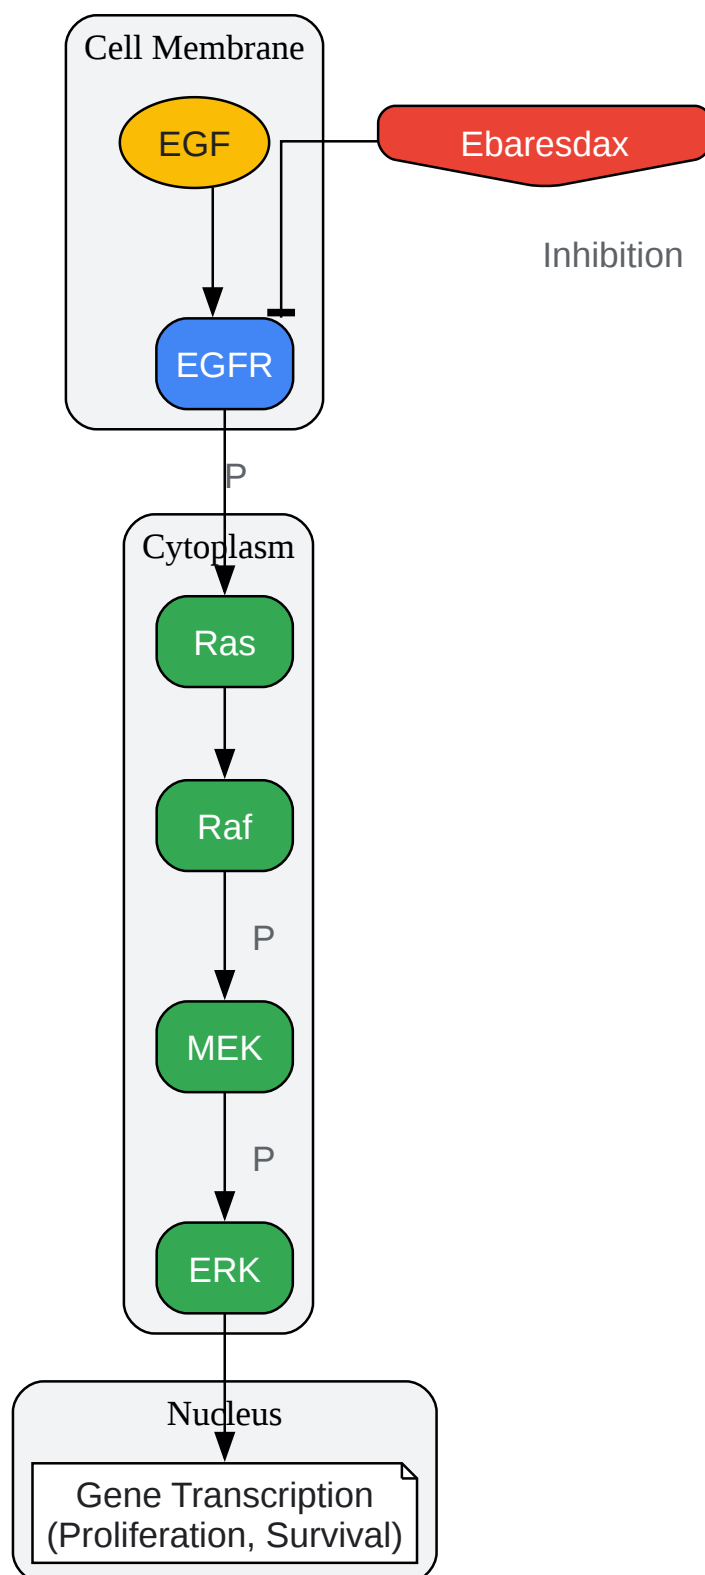 Cell Membrane
EGF
Ebaresdax
Inhibition
EGFR
P
Cytoplasm
Ras
Raf
P
MEK
P
ERK
Nucleus
Gene Transcription
(Proliferation, Survival)